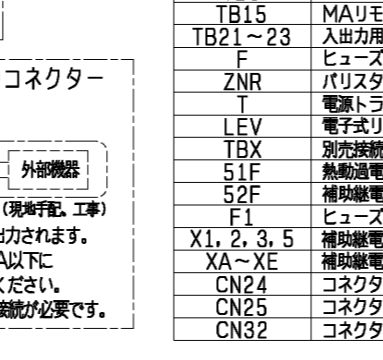 コネクター
外部機器
(現地手配、工事)
出力されます。
A以下に
ください。
接続が必要です。
TB15 MAリモ
TB21～23 入出力用
F ヒューズ
ZNR バリスタ
T 電源トラ
LEV 電子式リ
TBX 別売接続
51F 熱動過電
52F 補助継電
F1 ヒューズ
X1, 2, 3, 5 補助継電
XA～XE 補助継電
CN24 コネクタ
CN25 コネクタ
CN32 コネクタ